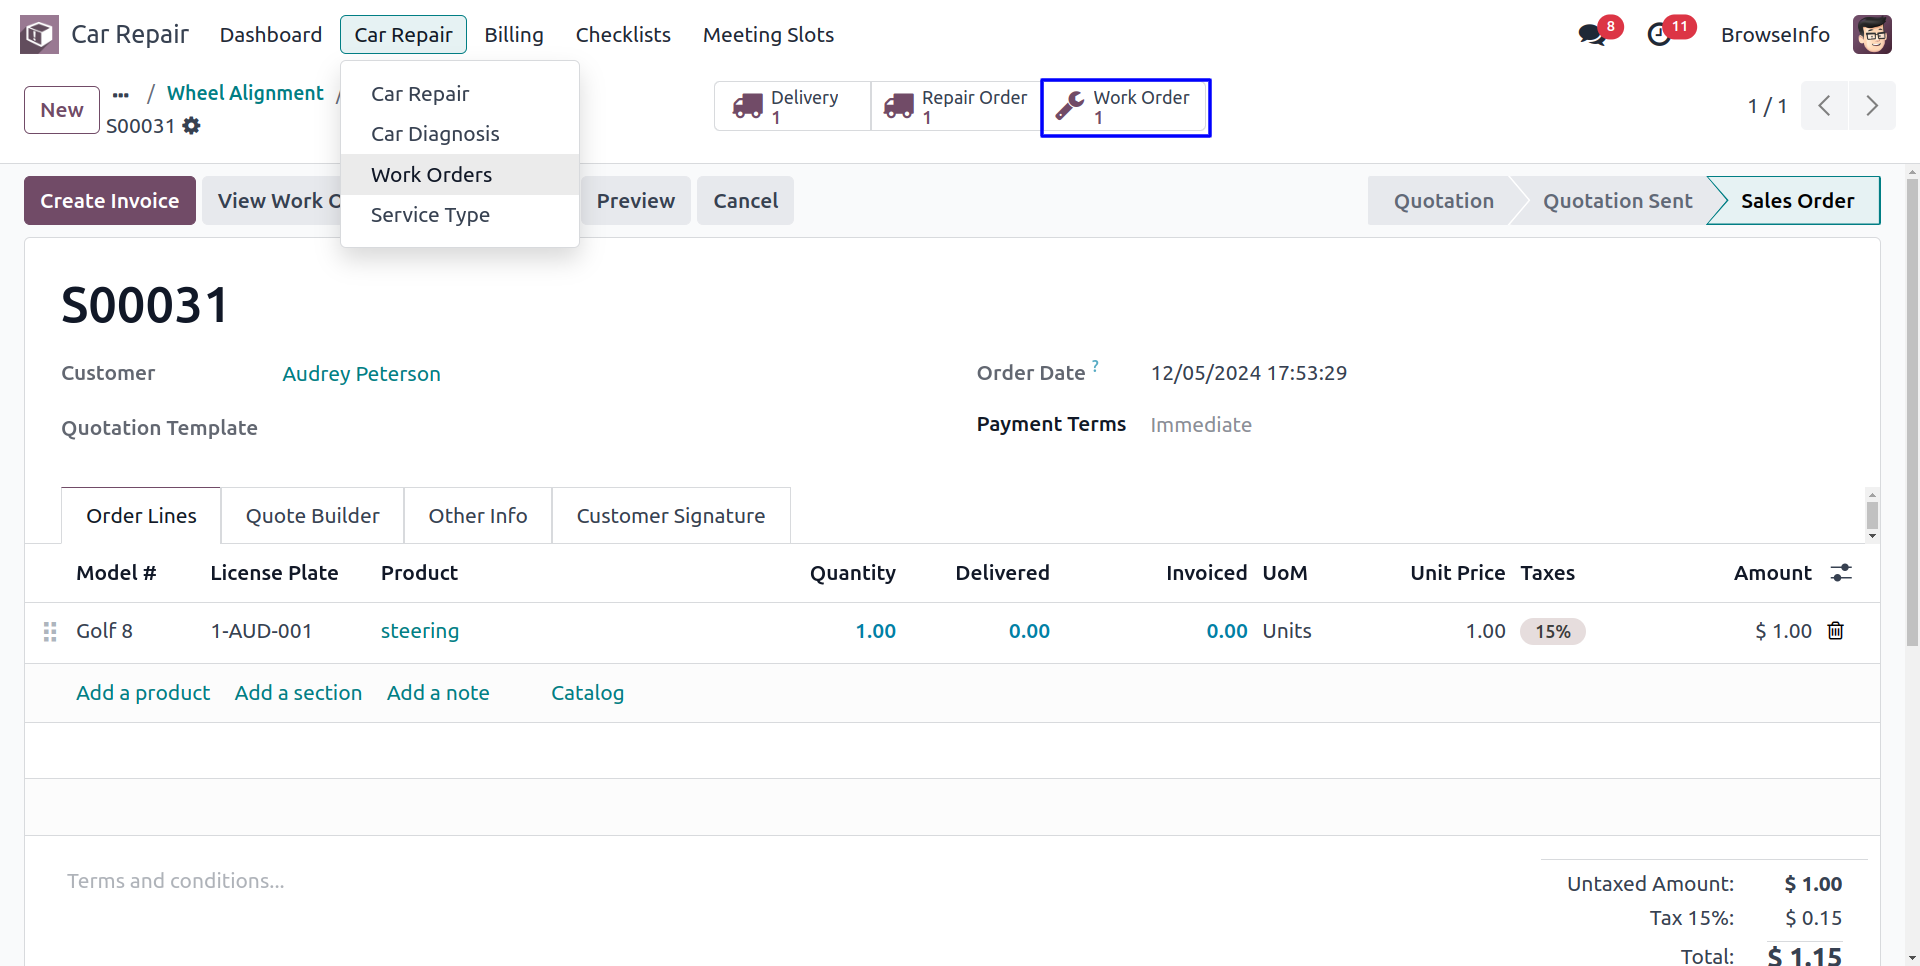 Car Repair Dashboard Car Repair Billing Checklists Meeting Slots 8 11 BrowseInfo
New ... / Wheel Alignment /
S00031
Car Repair
Car Diagnosis
Work Orders
Service Type
Delivery
1
Repair Order
1
Work Order
1
1 / 1
Create Invoice View Work O Preview Cancel Quotation Quotation Sent Sales Order
S00031
Customer Audrey Peterson
Quotation Template
Order Date ? 12/05/2024 17:53:29
Payment Terms Immediate
Order Lines Quote Builder Other Info Customer Signature
Model # License Plate Product Quantity Delivered Invoiced UoM Unit Price Taxes Amount
Golf 8 1-AUD-001 steering 1.00 0.00 0.00 Units 1.00 15% $ 1.00
Add a product Add a section Add a note Catalog
Terms and conditions...
Untaxed Amount: $ 1.00
Tax 15%: $ 0.15
Total: $ 1.15